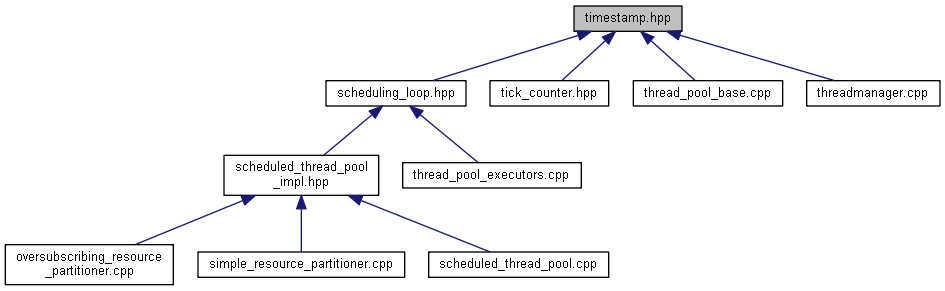 timestamp.hpp
scheduling_loop.hpp
tick_counter.hpp
thread_pool_base.cpp
threadmanager.cpp
scheduled_thread_pool
_impl.hpp
thread_pool_executors.cpp
oversubscribing_resource
_partitioner.cpp
simple_resource_partitioner.cpp
scheduled_thread_pool.cpp